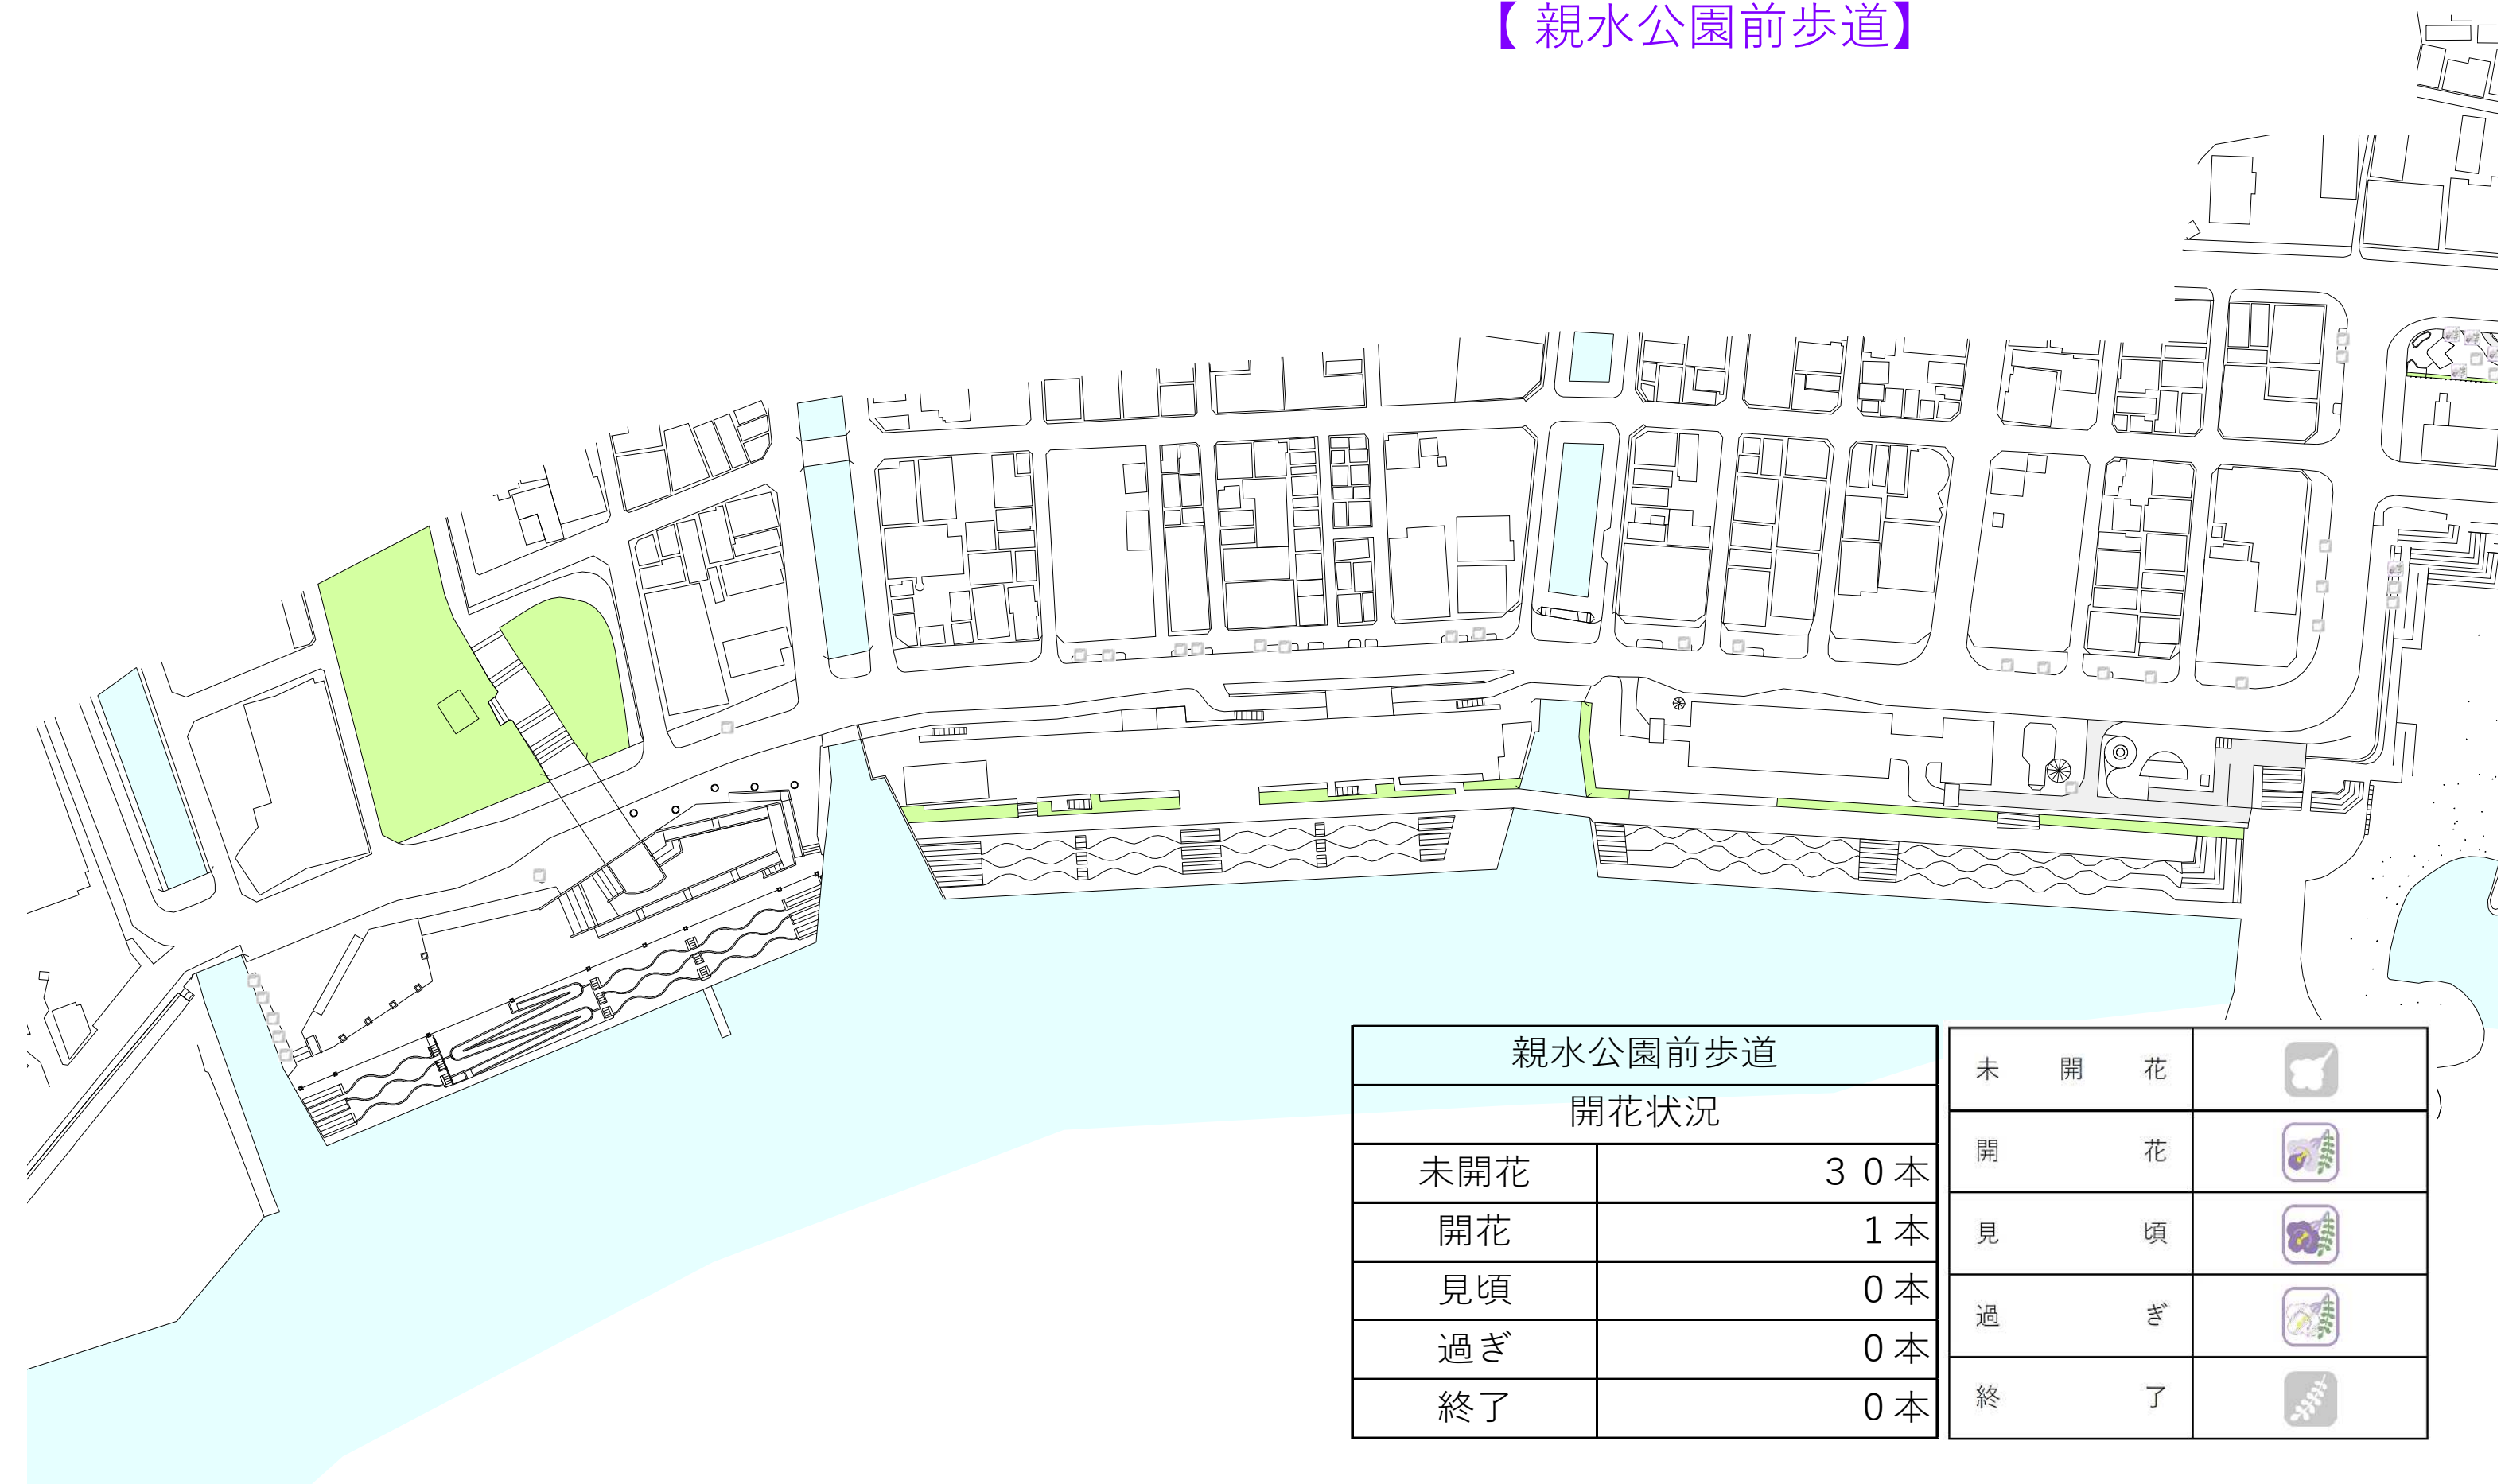 【 親水公園前歩道】
親水公園前歩道
開花状況
未開花 ３０本
開花 １本
見頃 ０本
過ぎ ０本
終了 ０本
未開花
開花
見頃
過ぎ
終了